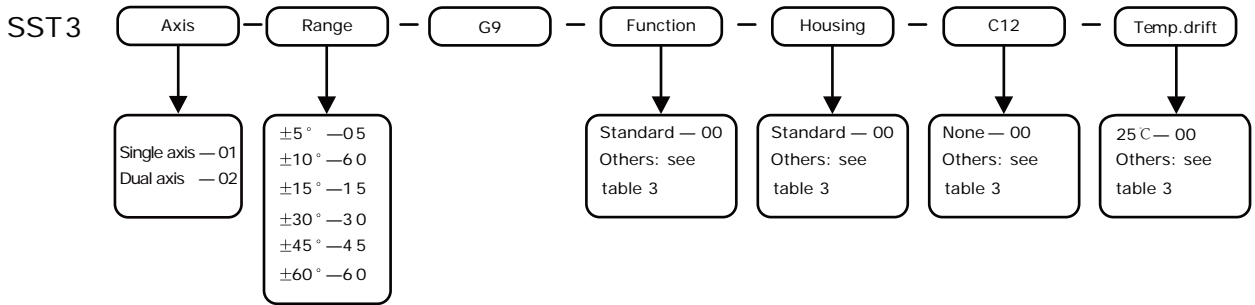 SST3 Axis — Range — G9 — Function — Housing — C12 — Temp.drift
Single axis — 01
Dual axis — 02
±5° —05
±10° —60
±15° —15
±30° —30
±45° —45
±60° —60
Standard — 00
Others: see
table 3
Standard — 00
Others: see
table 3
None — 00
Others: see
table 3
25℃ — 00
Others: see
table 3